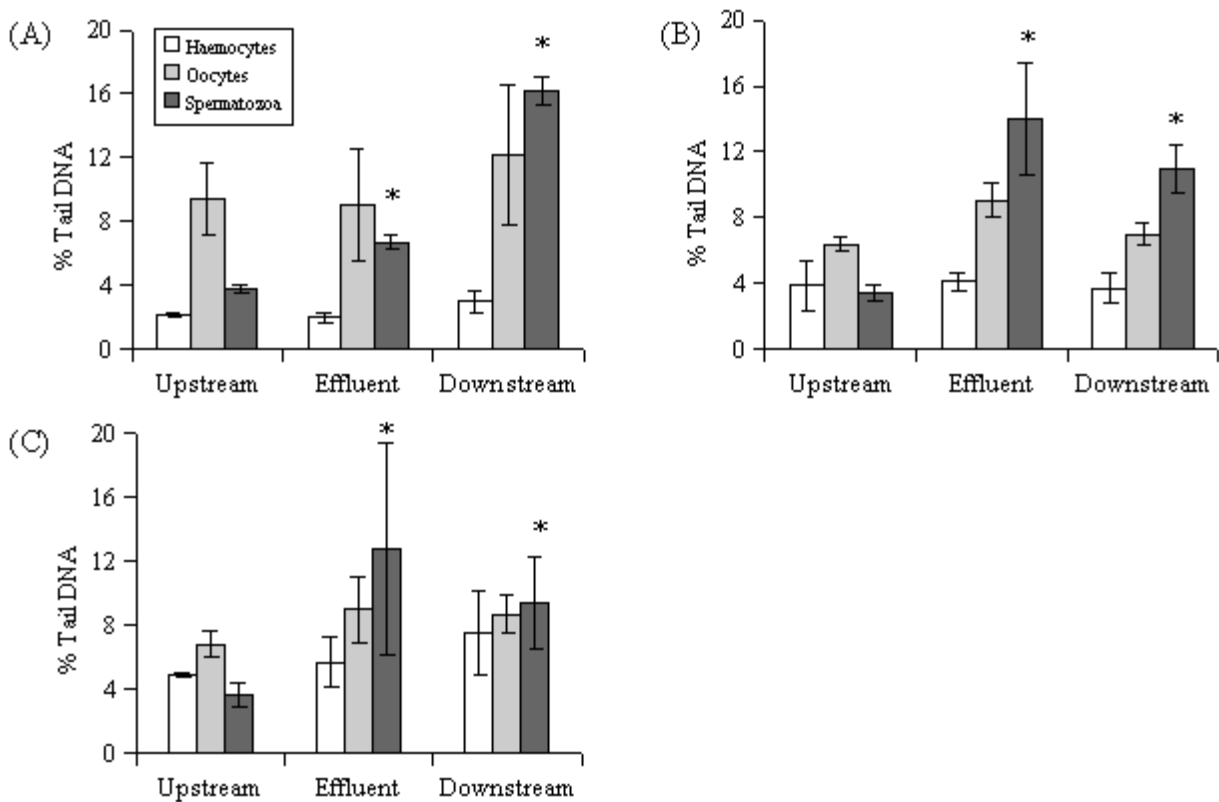 (A)
% Tail DNA
20
16
12
8
4
0
Haemocytes
Oocytes
Spermatozoa
*
*
Upstream Effluent Downstream
(B)
% Tail DNA
20
16
12
8
4
0
*
*
Upstream Effluent Downstream
(C)
% Tail DNA
20
16
12
8
4
0
*
*
Upstream Effluent Downstream